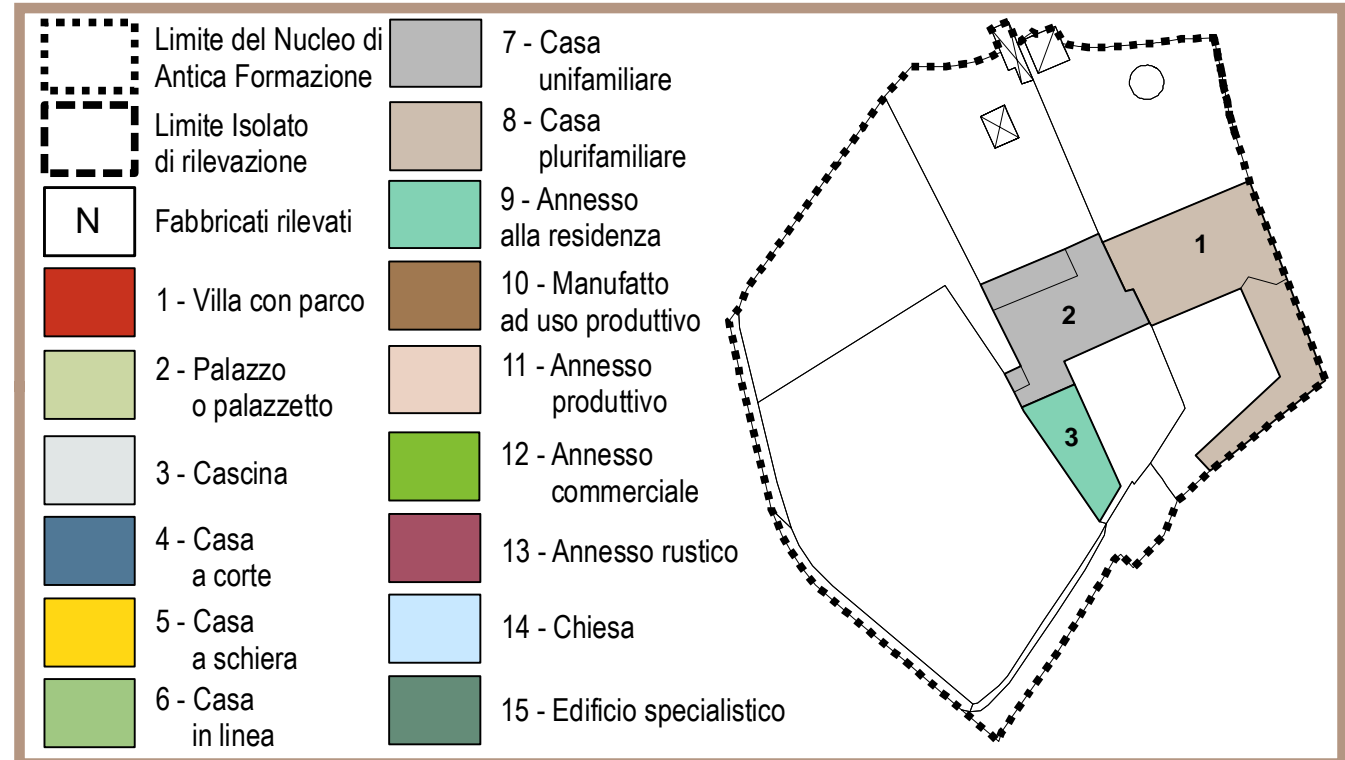 Limite del Nucleo di
Antica Formazione
Limite Isolato
di rilevazione
N
Fabbricati rilevati
1 - Villa con parco
2 - Palazzo
o palazzetto
3 - Cascina
4 - Casa
a corte
5 - Casa
a schiera
6 - Casa
in linea
7 - Casa
unifamiliare
8 - Casa
plurifamiliare
9 - Annesso
alla residenza
10 - Manufatto
ad uso produttivo
11 - Annesso
produttivo
12 - Annesso
commerciale
13 - Annesso rustico
14 - Chiesa
15 - Edificio specialistico
1
2
3